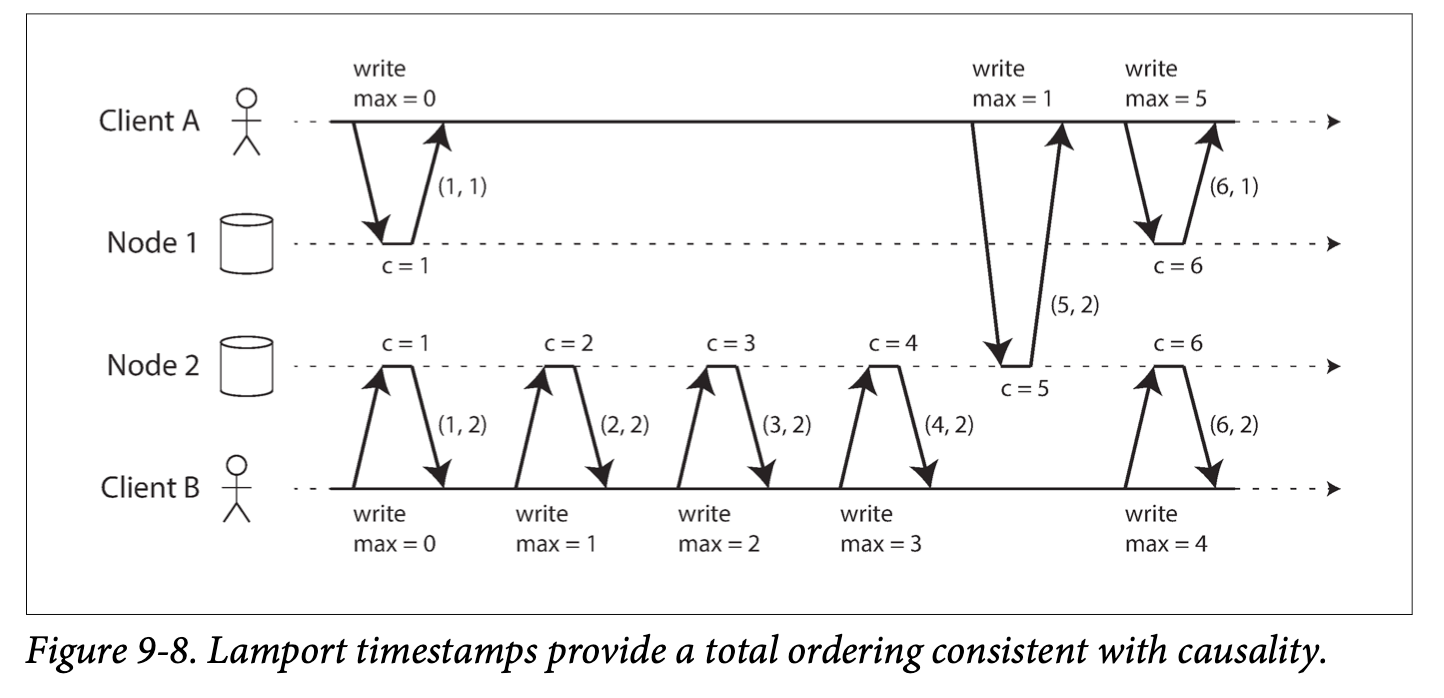 write write write
max = 0 max = 1 max = 5
Client A
(1, 1) (6, 1)
Node 1
c = 1 c = 6
(5, 2)
c = 1 c = 2 c = 3 c = 4 c = 6
Node 2
c = 5
(1, 2) (2, 2) (3, 2) (4, 2) (6, 2)
Client B
write write write write write
max = 0 max = 1 max = 2 max = 3 max = 4
Figure 9-8. Lamport timestamps provide a total ordering consistent with causality.